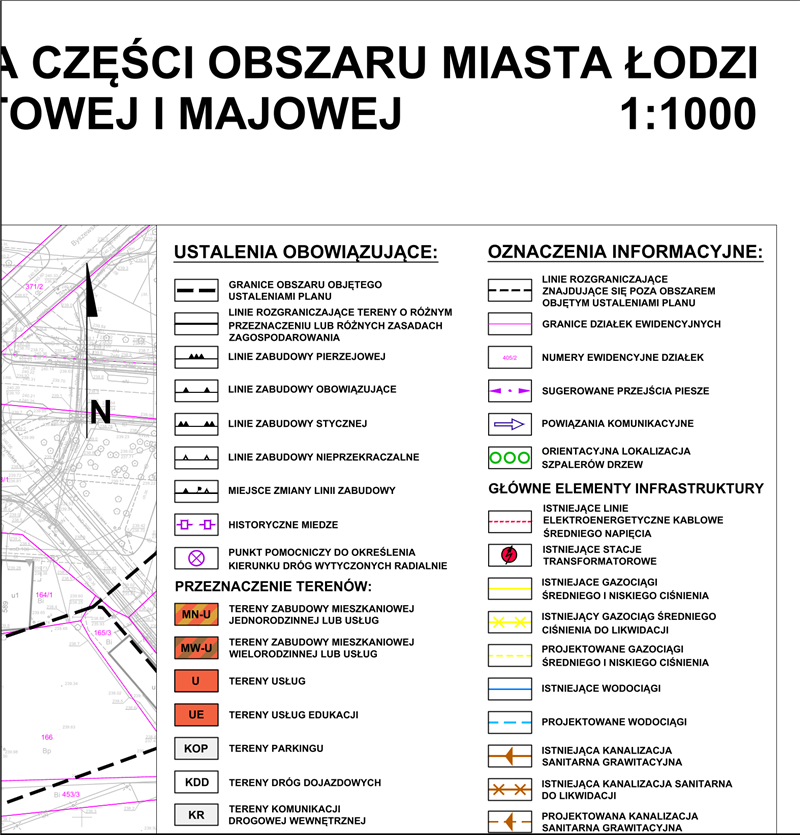 A CZĘŚCI OBSZARU MIASTA ŁODZI
TOWEJ I MAJOWEJ 1:1000
371/2
N
164/1
u1
589
165/3
Bi
166
Bp
Bi 453/3
USTALENIA OBOWIĄZUJĄCE:
GRANICE OBSZARU OBJĘTEGO
USTALENIAMI PLANU
LINIE ROZGRANICZAJĄCE TERENY O RÓŻNYM
PRZEZNACZENIU LUB RÓŻNYCH ZASADACH
ZAGOSPODAROWANIA
LINIE ZABUDOWY PIERZEJOWEJ
LINIE ZABUDOWY OBOWIĄZUJĄCE
LINIE ZABUDOWY STYCZNEJ
LINIE ZABUDOWY NIEPRZEKRACZALNE
MIEJSCE ZMIANY LINII ZABUDOWY
HISTORYCZNE MIEDZE
PUNKT POMOCNICZY DO OKREŚLENIA
KIERUNKU DRÓG WYTYCZONYCH RADIALNIE
PRZEZNACZENIE TERENÓW:
MN-U TERENY ZABUDOWY MIESZKANIOWEJ
JEDNORODZINNEJ LUB USŁUG
MW-U TERENY ZABUDOWY MIESZKANIOWEJ
WIELORODZINNEJ LUB USŁUG
U TERENY USŁUG
UE TERENY USŁUG EDUKACJI
KOP TERENY PARKINGU
KDD TERENY DRÓG DOJAZDOWYCH
KR TERENY KOMUNIKACJI
DROGOWEJ WEWNĘTRZNEJ
OZNACZENIA INFORMACYJNE:
LINIE ROZGRANICZAJĄCE
ZNAJDUJĄCE SIĘ POZA OBSZAREM
OBJĘTYM USTALENIAMI PLANU
GRANICE DZIAŁEK EWIDENCYJNYCH
405/2 NUMERY EWIDENCYJNE DZIAŁEK
SUGEROWANE PRZEJŚCIA PIESZE
POWIĄZANIA KOMUNIKACYJNE
ORIENTACYJNA LOKALIZACJA
SZPALERÓW DRZEW
GŁÓWNE ELEMENTY INFRASTRUKTURY
ISTNIEJĄCE LINIE
ELEKTROENERGETYCZNE KABLOWE
ŚREDNIEGO NAPIĘCIA
ISTNIEJĄCE STACJE
TRANSFORMATOROWE
ISTNIEJACE GAZOCIĄGI
ŚREDNIEGO I NISKIEGO CIŚNIENIA
ISTNIEJĄCY GAZOCIĄG ŚREDNIEGO
CIŚNIENIA DO LIKWIDACJI
PROJEKTOWANE GAZOCIĄGI
ŚREDNIEGO I NISKIEGO CIŚNIENIA
ISTNIEJĄCE WODOCIĄGI
PROJEKTOWANE WODOCIĄGI
ISTNIEJĄCA KANALIZACJA
SANITARNA GRAWITACYJNA
ISTNIEJĄCA KANALIZACJA SANITARNA
DO LIKWIDACJI
PROJEKTOWANA KANALIZACJA
SANITARNA GRAWITACYJNA